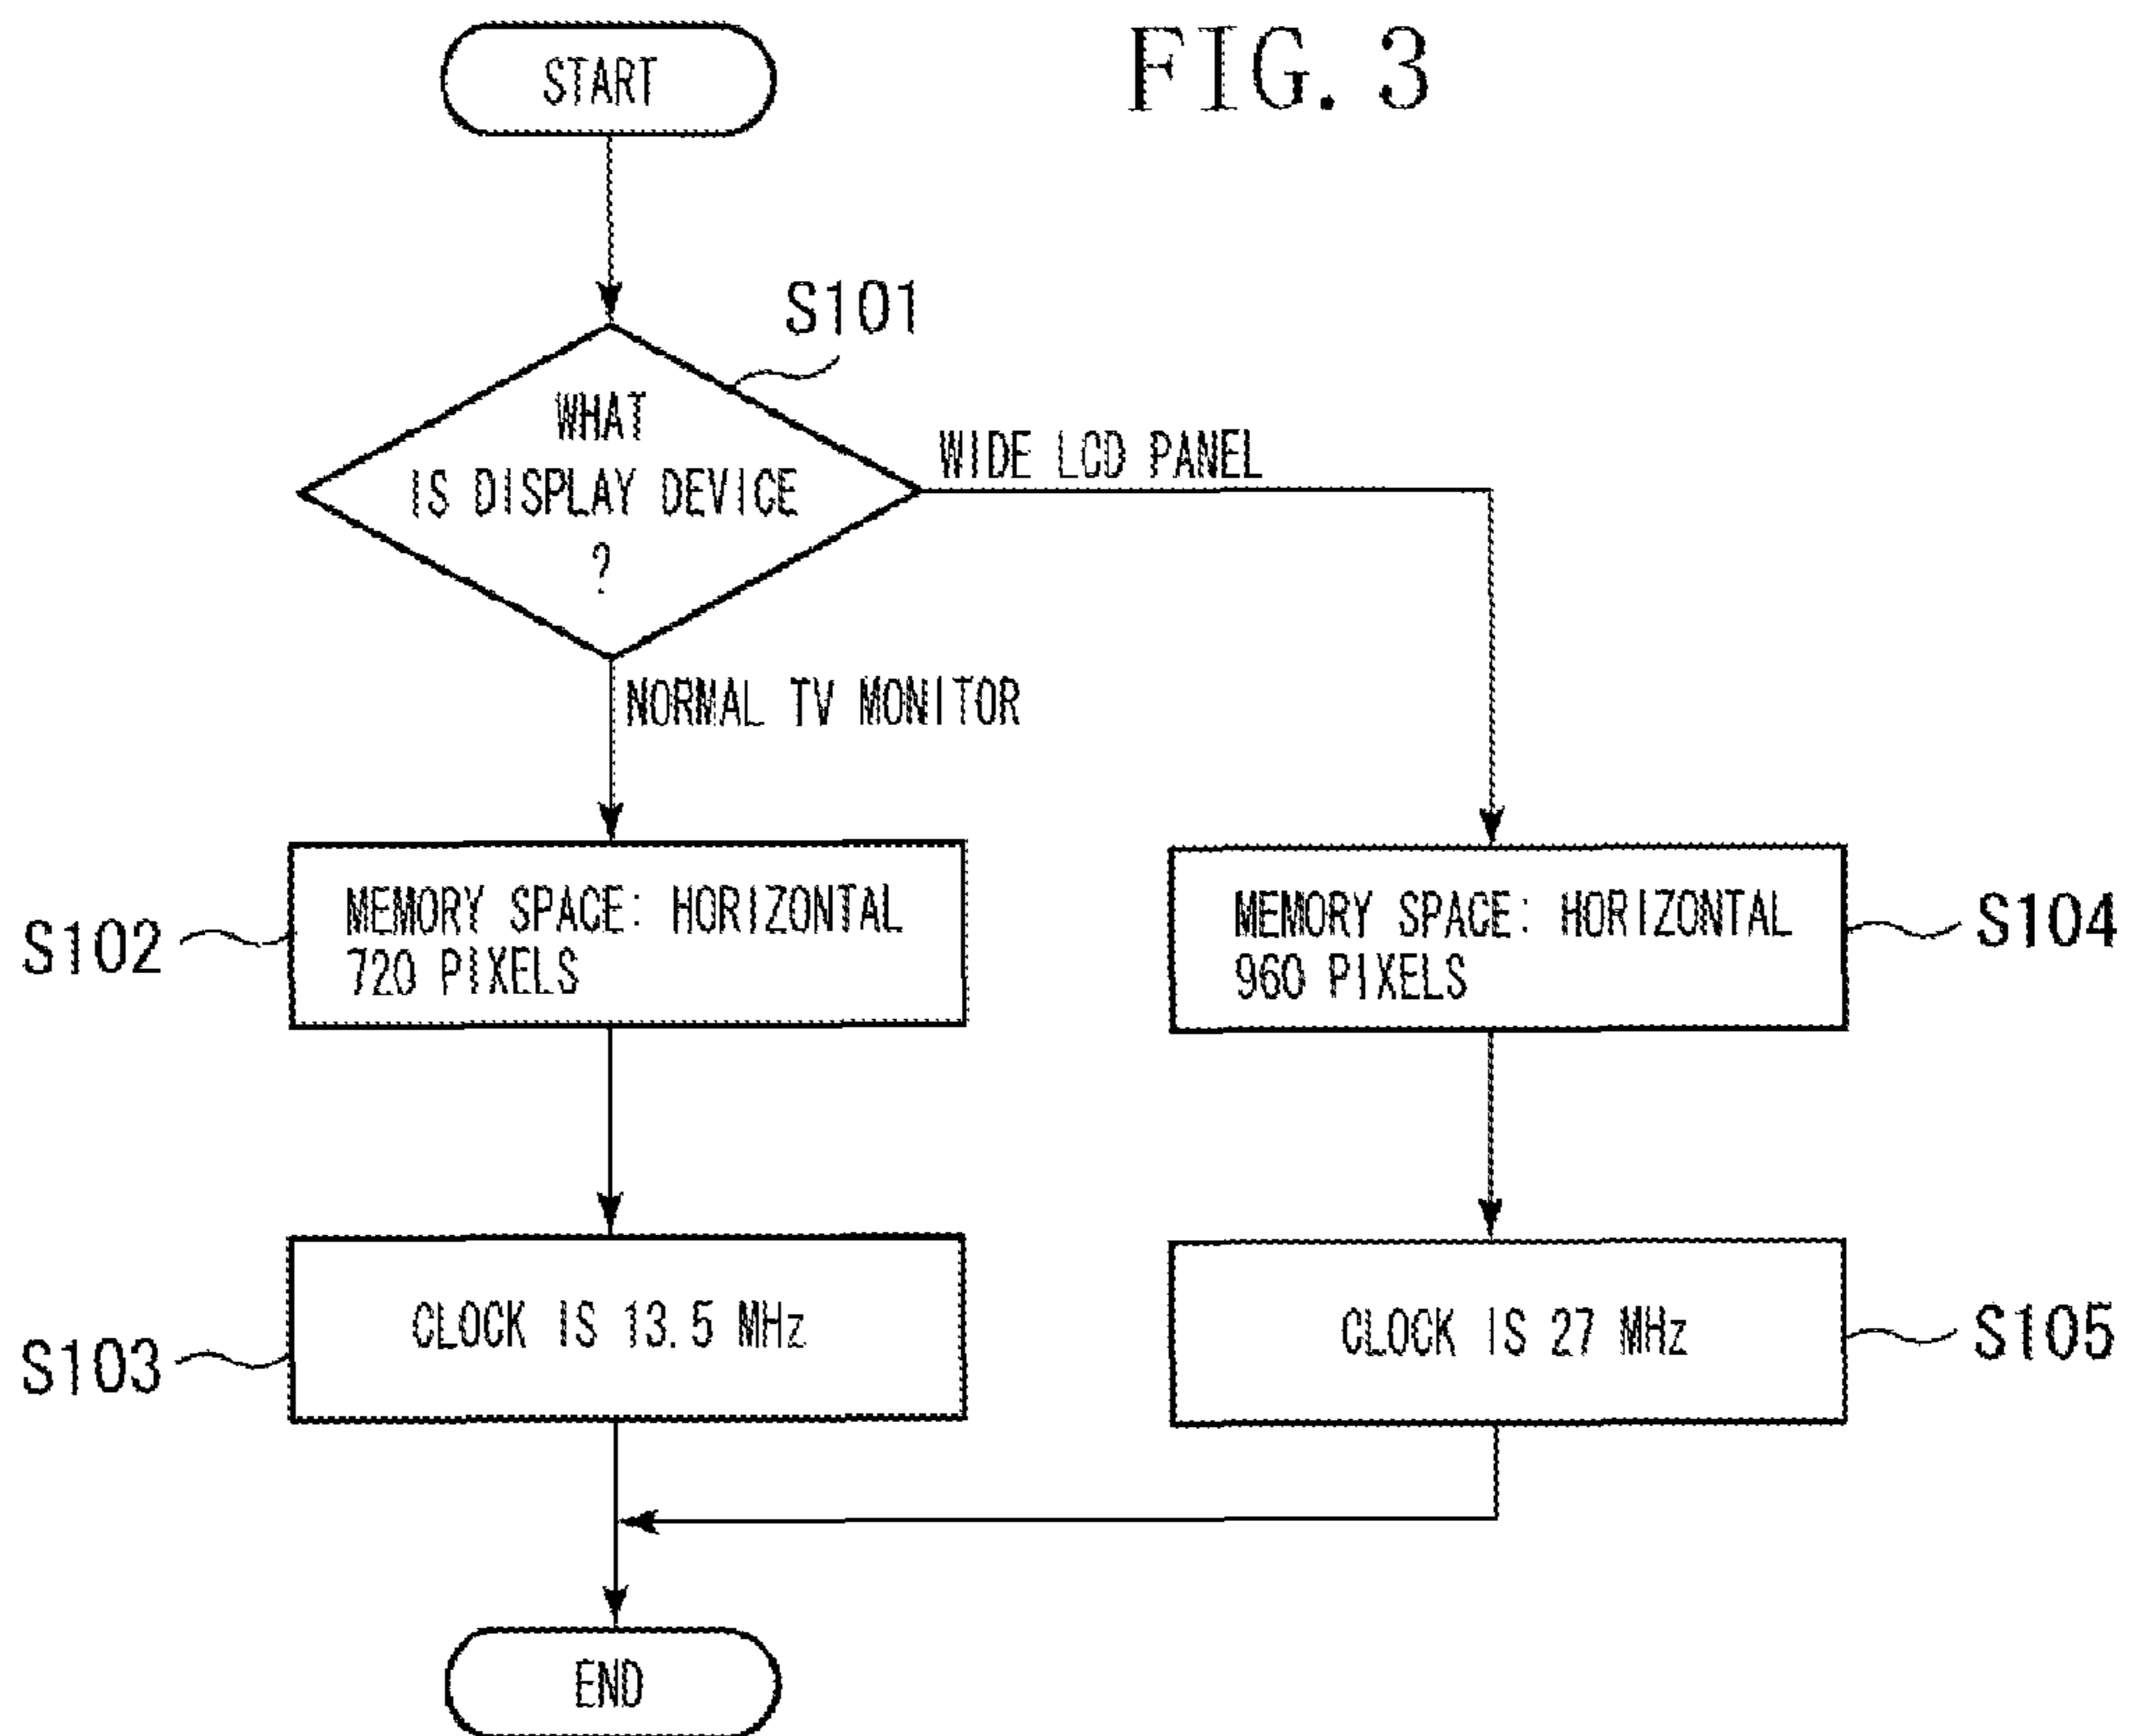 FIG. 3
START
S101
WHAT
IS DISPLAY DEVICE
?
WIDE LCD PANEL
NORMAL TV MONITOR
S102
MEMORY SPACE: HORIZONTAL
720 PIXELS
MEMORY SPACE: HORIZONTAL
960 PIXELS
S104
S103
CLOCK IS 13.5 MHz
CLOCK IS 27 MHz
S105
END